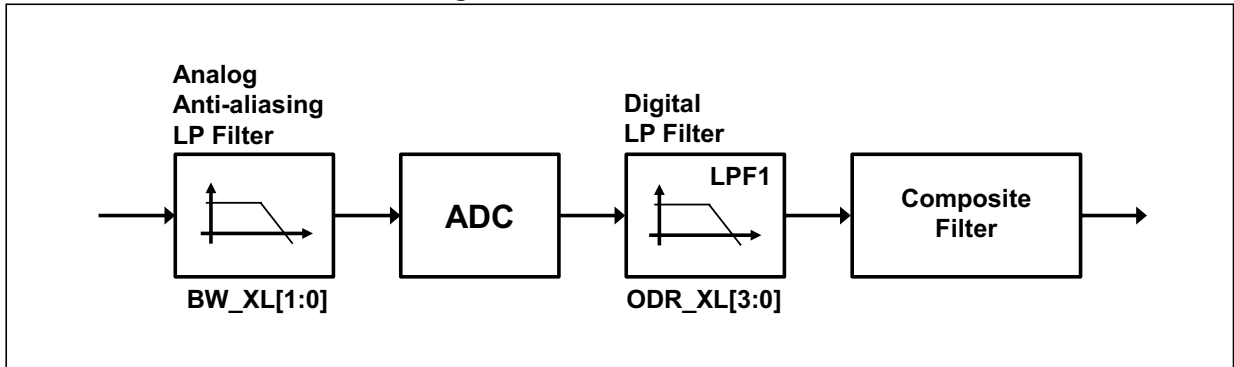 Analog
Anti-aliasing
LP Filter
BW_XL[1:0]
ADC
Digital
LP Filter
LPF1
ODR_XL[3:0]
Composite
Filter